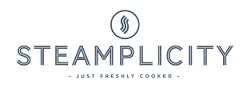 STEAMPLICITY
- JUST FRESHLY COOKED -